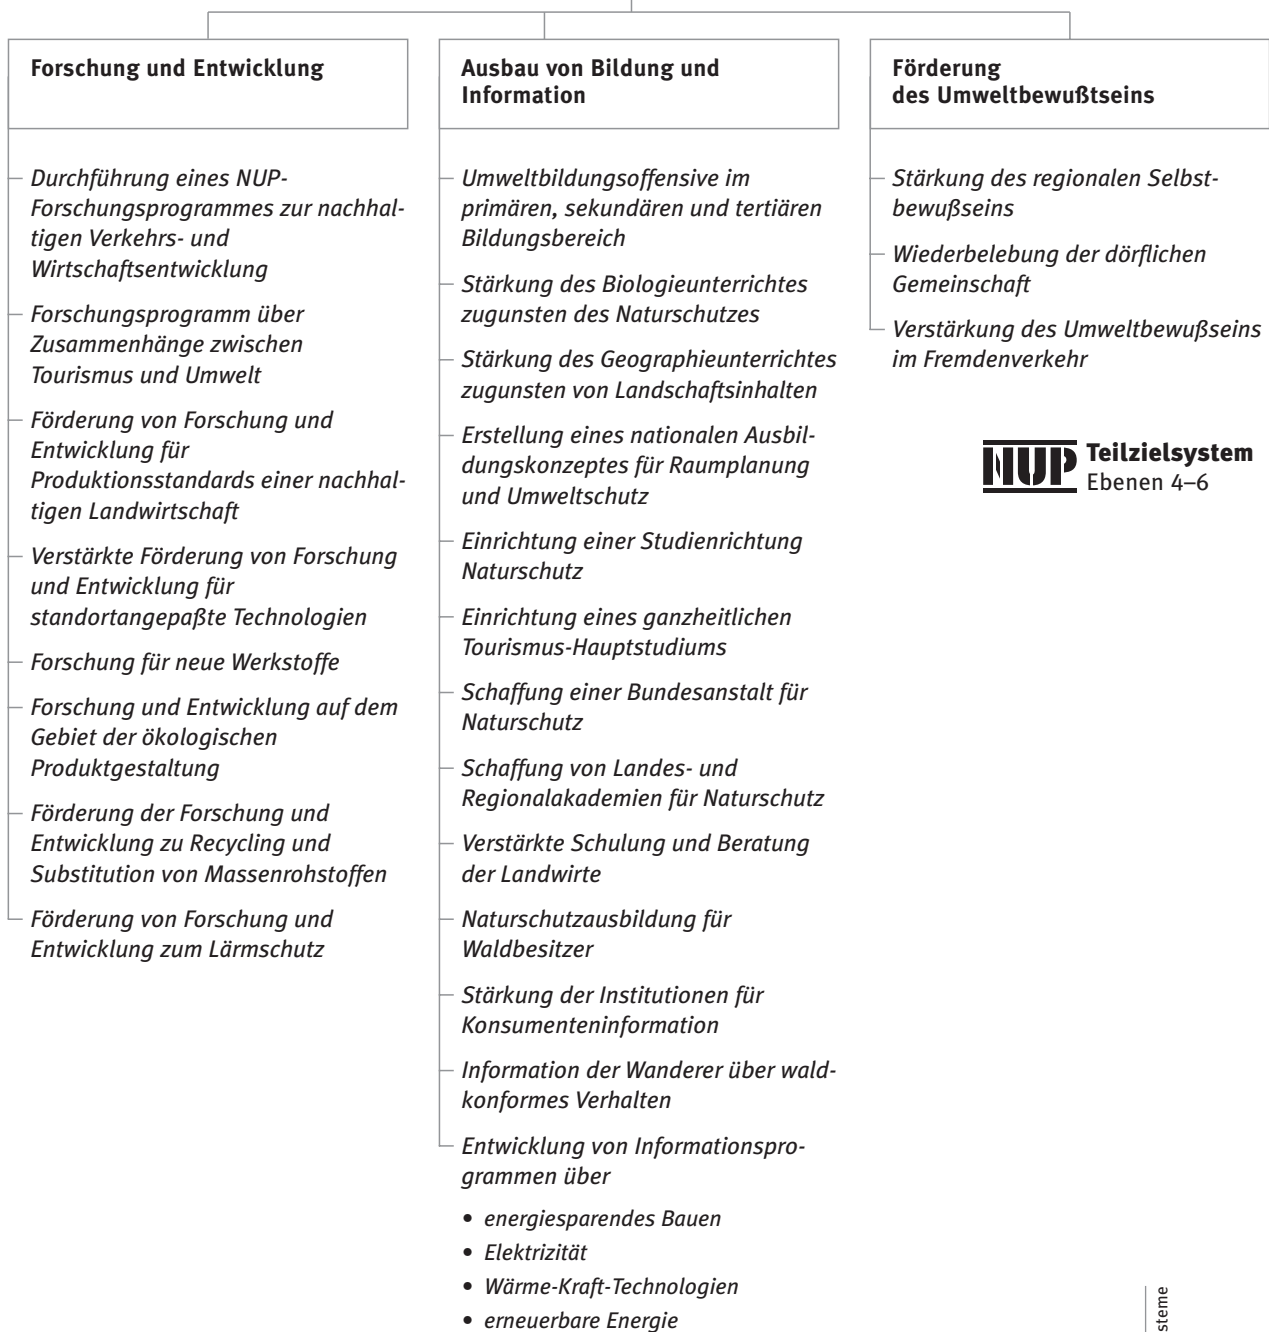 Forschung und Entwicklung
Durchführung eines NUP-
Forschungsprogrammes zur nachhal-
tigen Verkehrs- und
Wirtschaftsentwicklung
Forschungsprogramm über
Zusammenhänge zwischen
Tourismus und Umwelt
Förderung von Forschung und
Entwicklung für
Produktionsstandards einer nachhal-
tigen Landwirtschaft
Verstärkte Förderung von Forschung
und Entwicklung für
standortangepaßte Technologien
Forschung für neue Werkstoffe
Forschung und Entwicklung auf dem
Gebiet der ökologischen
Produktgestaltung
Förderung der Forschung und
Entwicklung zu Recycling und
Substitution von Massenrohstoffen
Förderung von Forschung und
Entwicklung zum Lärmschutz
Ausbau von Bildung und
Information
Umweltbildungsoffensive im
primären, sekundären und tertiären
Bildungsbereich
Stärkung des Biologieunterrichtes
zugunsten des Naturschutzes
Stärkung des Geographieunterrichtes
zugunsten von Landschaftsinhalten
Erstellung eines nationalen Ausbil-
dungskonzeptes für Raumplanung
und Umweltschutz
Einrichtung einer Studienrichtung
Naturschutz
Einrichtung eines ganzheitlichen
Tourismus-Hauptstudiums
Schaffung einer Bundesanstalt für
Naturschutz
Schaffung von Landes- und
Regionalakademien für Naturschutz
Verstärkte Schulung und Beratung
der Landwirte
Naturschutzausbildung für
Waldbesitzer
Stärkung der Institutionen für
Konsumenteninformation
Information der Wanderer über wald-
konformes Verhalten
Entwicklung von Informationspro-
grammen über
• energiesparendes Bauen
• Elektrizität
• Wärme-Kraft-Technologien
• erneuerbare Energie
Förderung
des Umweltbewußtseins
Stärkung des regionalen Selbst-
bewußseins
Wiederbelebung der dörflichen
Gemeinschaft
Verstärkung des Umweltbewußseins
im Fremdenverkehr
NUP Teilzielsystem
Ebenen 4–6
steme